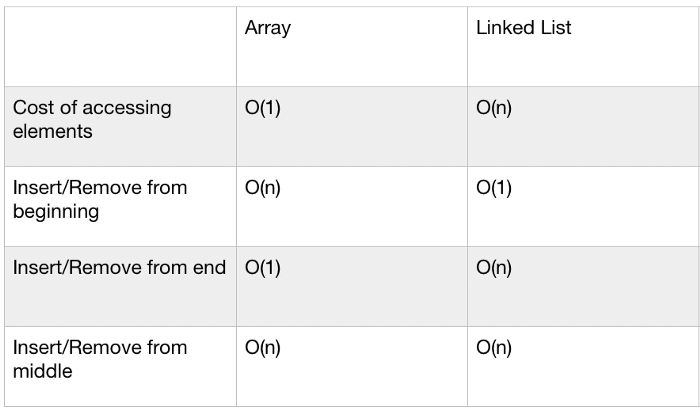 Array
Linked List
Cost of accessing
elements
O(1)
O(n)
Insert/Remove from
beginning
O(n)
O(1)
Insert/Remove from end
O(1)
O(n)
Insert/Remove from
middle
O(n)
O(n)